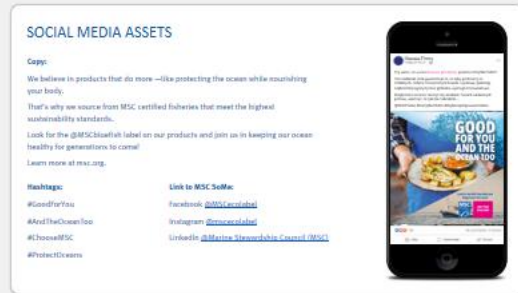 SOCIAL MEDIA ASSETS
Copy:
We believe in products that do more —like protecting the ocean while nourishing
your body.
That's why we source from MSC certified fisheries that meet the highest
sustainability standards.
Look for the @MSCbluefish label on our products and join us in keeping our ocean
healthy for generations to come!
Learn more at msc.org.
Hashtags:
#GoodForYou
#AndTheOceanToo
#ChooseMSC
#ProtectOceans
Link to MSC SoMe:
Facebook @MSCecolabel
Instagram @mscecolabel
LinkedIn @Marine Stewardship Council (MSC)
GOOD
FOR YOU
AND THE
OCEAN TOO